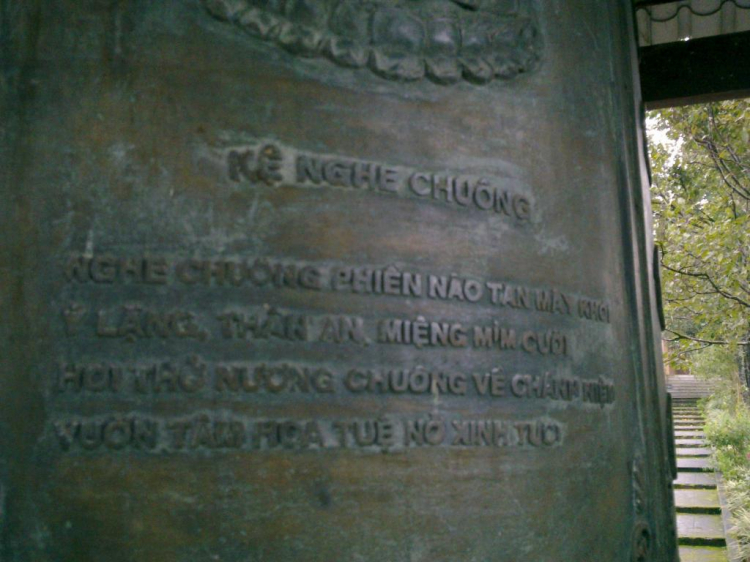 KỆ NGHE CHUÔNG
NGHE CHUÔNG PHIỀN NÃO TAN MÂY KHÓI
Ý LẶNG, THÂN AN, MIỆNG MỈM CƯỜI
HƠI THỞ NƯƠNG CHUÔNG VỀ CHÁNH NIỆM
VƯỜN TÂM HOA TUỆ NỞ XINH TƯƠI